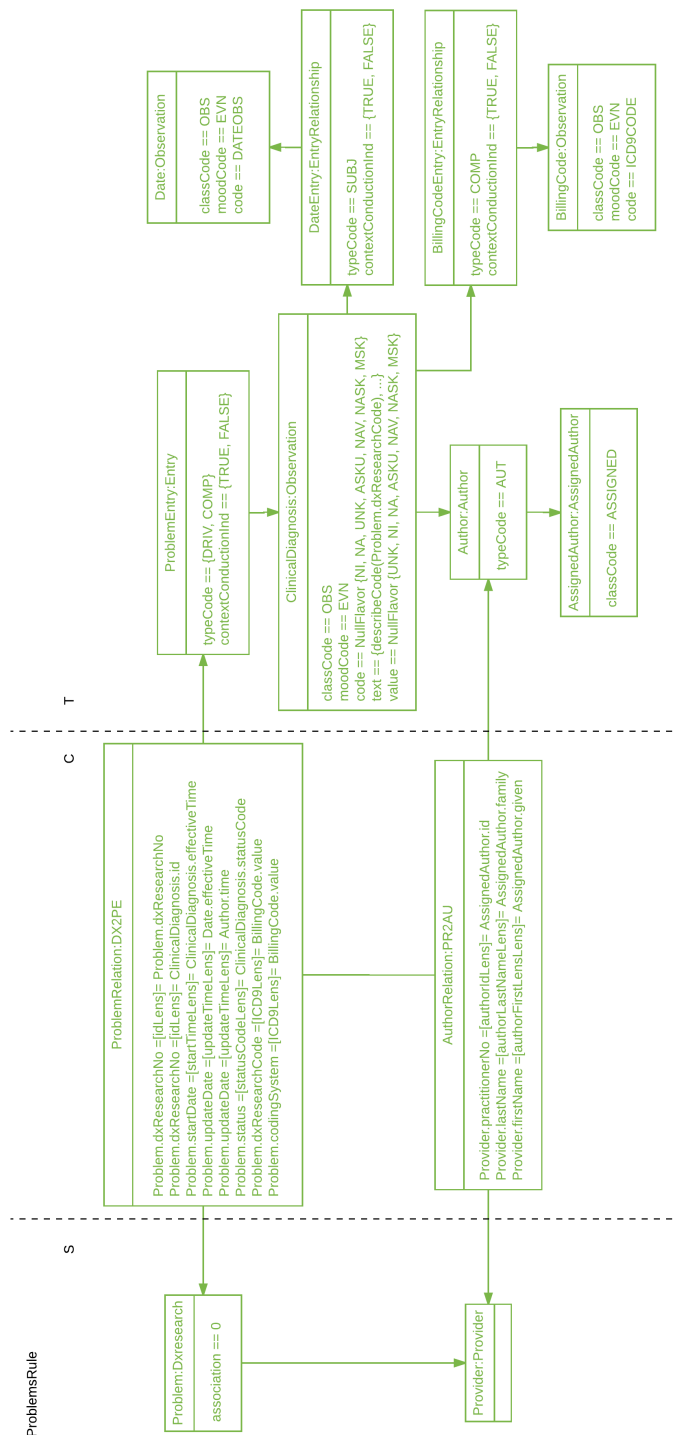 ProblemsRule
S
C
T
Problem:Dxresearch
association == 0
Provider:Provider
ProblemRelation:DX2PE
Problem.dxResearchNo =[idLens]= Problem.dxResearchNo
Problem.dxResearchNo =[idLens]= ClinicalDiagnosis.id
Problem.startDate =[startTimeLens]= ClinicalDiagnosis.effectiveTime
Problem.updateDate =[updateTimeLens]= Date.effectiveTime
Problem.updateDate =[updateTimeLens]= Author.time
Problem.status =[statusCodeLens]= ClinicalDiagnosis.statusCode
Problem.dxResearchCode =[ICD9Lens]= BillingCode.value
Problem.codingSystem =[ICD9Lens]= BillingCode.value
AuthorRelation:PR2AU
Provider.practitionerNo =[authorIdLens]= AssignedAuthor.id
Provider.lastName =[authorLastNameLens]= AssignedAuthor.family
Provider.firstName =[authorFirstLensLens]= AssignedAuthor.given
ProblemEntry:Entry
typeCode == {DRIV, COMP}
contextConductionInd == {TRUE, FALSE}
ClinicalDiagnosis:Observation
classCode == OBS
moodCode == EVN
code == NullFlavor {NI, NA, UNK, ASKU, NAV, NASK, MSK}
text == {describeCode(Problem.dxResearchCode), ...}
value == NullFlavor {UNK, NI, NA, ASKU, NAV, NASK, MSK}
Author:Author
typeCode == AUT
AssignedAuthor:AssignedAuthor
classCode == ASSIGNED
Date:Observation
classCode == OBS
moodCode == EVN
code == DATEOBS
DateEntry:EntryRelationship
typeCode == SUBJ
contextConductionInd == {TRUE, FALSE}
BillingCodeEntry:EntryRelationship
typeCode == COMP
contextConductionInd == {TRUE, FALSE}
BillingCode:Observation
classCode == OBS
moodCode == EVN
code == ICD9CODE